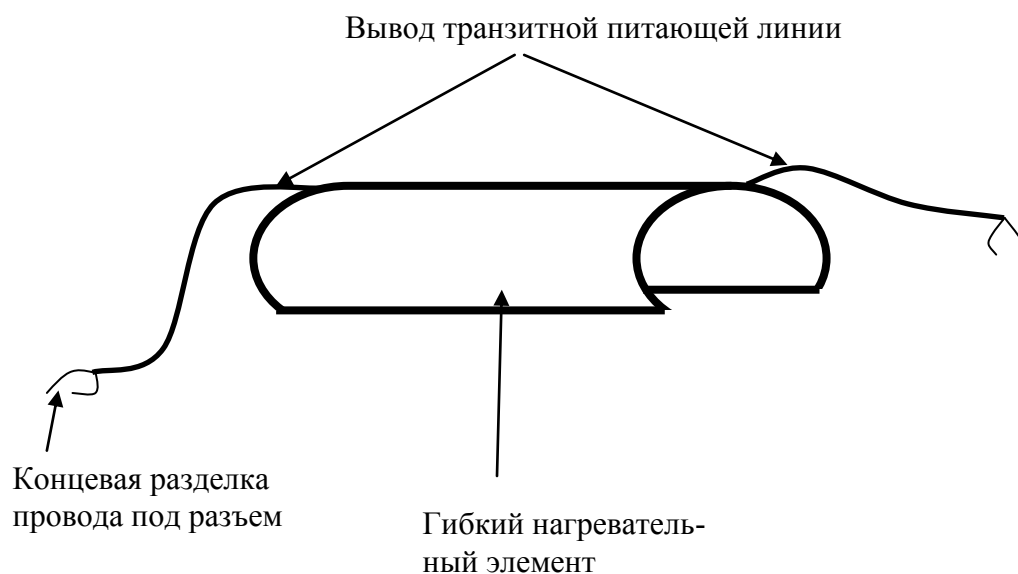 Вывод транзитной питающей линии
Концевая разделка
провода под разъем
Гибкий нагреватель-
ный элемент